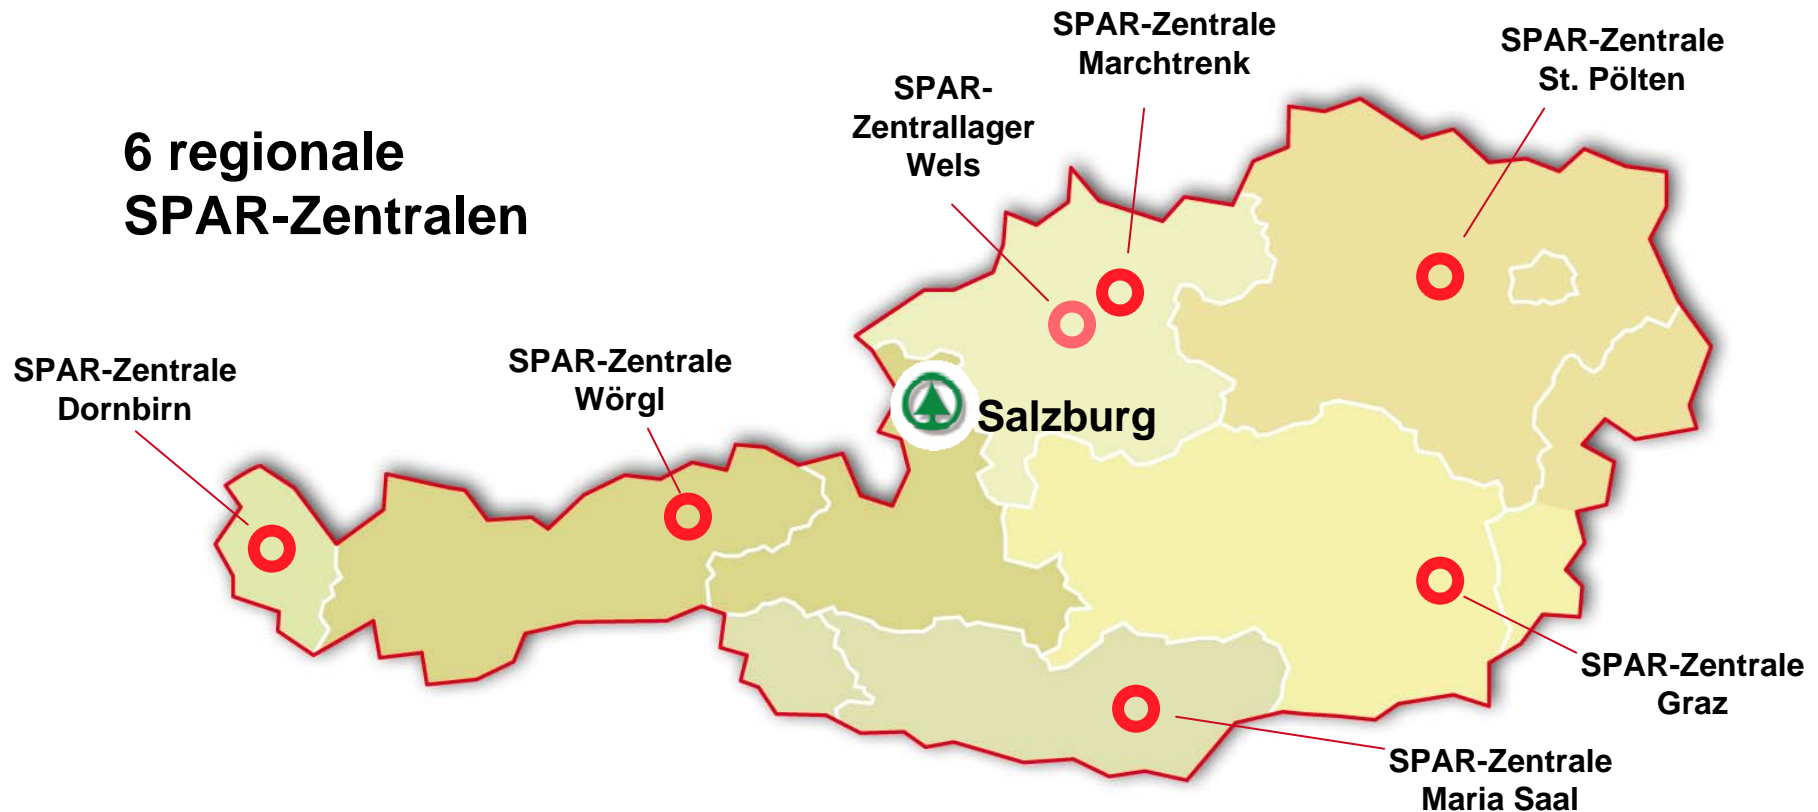 6 regionale
SPAR-Zentralen
SPAR-Zentrale
Marchtrenk
SPAR-Zentrale
St. Pölten
SPAR-
Zentrallager
Wels
SPAR-Zentrale
Dornbirn
SPAR-Zentrale
Wörgl
Salzburg
SPAR-Zentrale
Graz
SPAR-Zentrale
Maria Saal